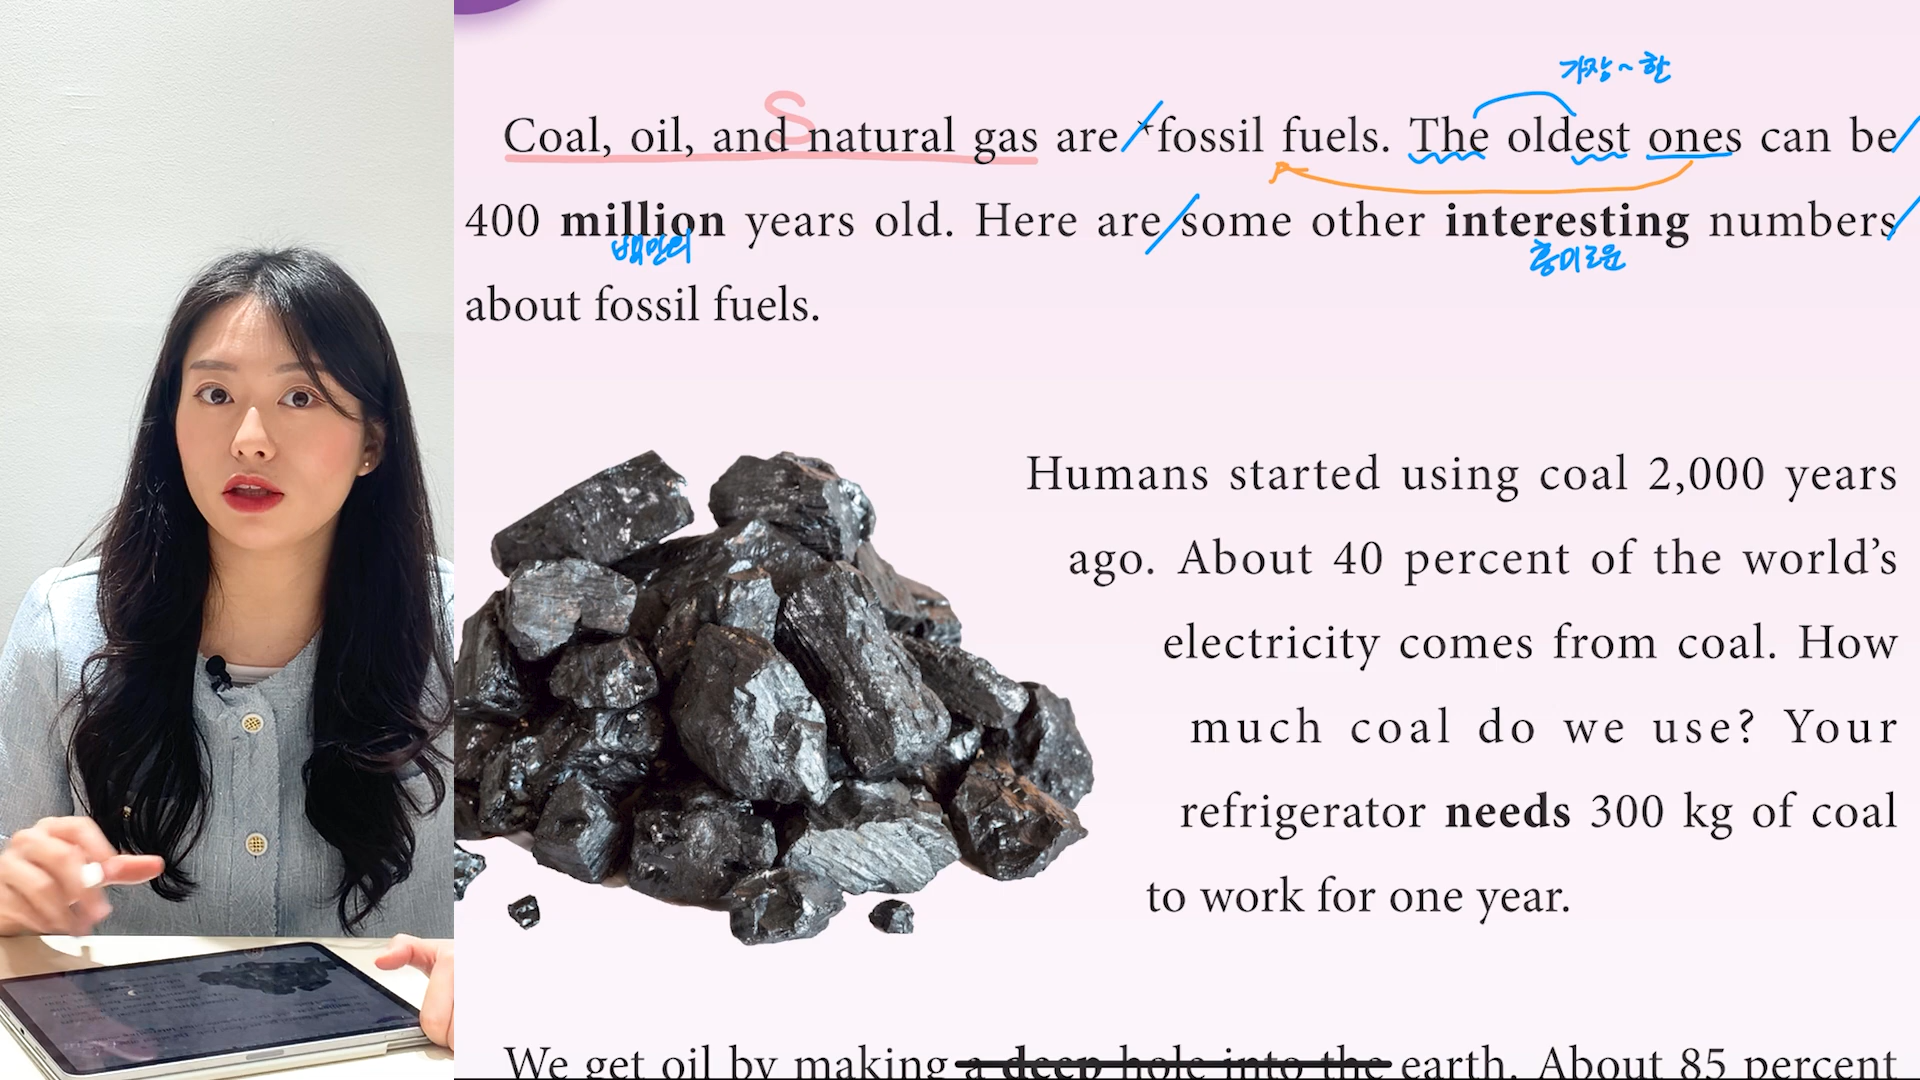 가장~한
S
Coal, oil, and natural gas are/*fossil fuels. The oldest ones can be/
400 million years old. Here are/some other interesting numbers/
백만의 흥미로운
about fossil fuels.
Humans started using coal 2,000 years
ago. About 40 percent of the world's
electricity comes from coal. How
much coal do we use? Your
refrigerator needs 300 kg of coal
to work for one year.
We get oil by making a deep hole into the earth. About 85 percent